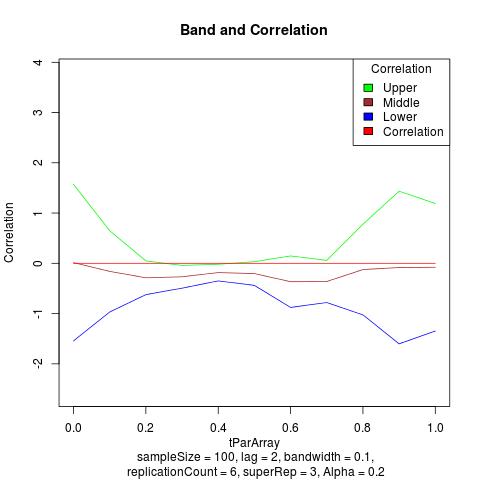 Band and Correlation
Correlation
4
3
2
1
0
-1
-2
Correlation
Upper
Middle
Lower
Correlation
0.0 0.2 0.4 0.6 0.8 1.0
tParArray
sampleSize = 100, lag = 2, bandwidth = 0.1,
replicationCount = 6, superRep = 3, Alpha = 0.2